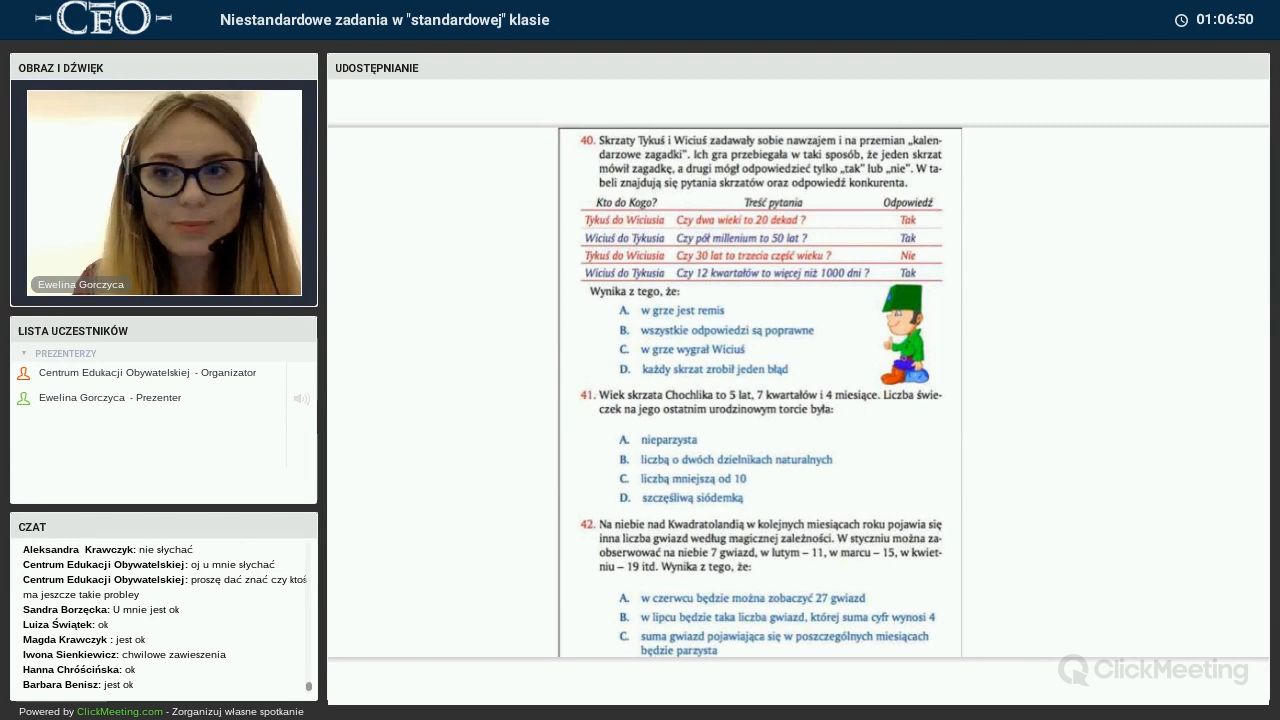 CEO
Niestandardowe zadania w "standardowej" klasie
01:06:50
OBRAZ I DŹWIĘK
Ewelina Gorczyca
LISTA UCZESTNIKÓW
PREZENTERZY
Centrum Edukacji Obywatelskiej - Organizator
Ewelina Gorczyca - Prezenter
CZAT
Aleksandra Krawczyk: nie słychać
Centrum Edukacji Obywatelskiej: oj u mnie słychać
Centrum Edukacji Obywatelskiej: proszę dać znać czy ktoś
ma jeszcze takie probley
Sandra Borzęcka: U mnie jest ok
Luiza Świątek: ok
Magda Krawczyk : jest ok
Iwona Sienkiewicz: chwilowe zawieszenia
Hanna Chróścińska: ok
Barbara Benisz: jest ok
Powered by ClickMeeting.com - Zorganizuj własne spotkanie
UDOSTĘPNIANIE
40. Skrzaty Tykuś i Wiciuś zadawały sobie nawzajem i na przemian „kalen-
darzowe zagadki”. Ich gra przebiegała w taki sposób, że jeden skrzat
mówił zagadkę, a drugi mógł odpowiedzieć tylko „tak” lub „nie”. W ta-
beli znajdują się pytania skrzatów oraz odpowiedź konkurenta.
Kto do Kogo? Treść pytania Odpowiedź
Tykuś do Wiciusia Czy dwa wieki to 20 dekad ? Tak
Wiciuś do Tykusia Czy pół millenium to 50 lat ? Tak
Tykuś do Wiciusia Czy 30 lat to trzecia część wieku ? Nie
Wiciuś do Tykusia Czy 12 kwartałów to więcej niż 1000 dni ? Tak
Wynika z tego, że:
A. w grze jest remis
B. wszystkie odpowiedzi są poprawne
C. w grze wygrał Wiciuś
D. każdy skrzat zrobił jeden błąd
41. Wiek skrzata Chochlika to 5 lat, 7 kwartałów i 4 miesiące. Liczba świe-
czek na jego ostatnim urodzinowym torcie była:
A. nieparzysta
B. liczbą o dwóch dzielnikach naturalnych
C. liczbą mniejszą od 10
D. szczęśliwą siódemką
42. Na niebie nad Kwadratolandią w kolejnych miesiącach roku pojawia się
inna liczba gwiazd według magicznej zależności. W styczniu można za-
obserwować na niebie 7 gwiazd, w lutym – 11, w marcu – 15, w kwiet-
niu – 19 itd. Wynika z tego, że:
A. w czerwcu będzie można zobaczyć 27 gwiazd
B. w lipcu będzie taka liczba gwiazd, której suma cyfr wynosi 4
C. suma gwiazd pojawiająca się w poszczególnych miesiącach
będzie parzysta
ClickMeeting